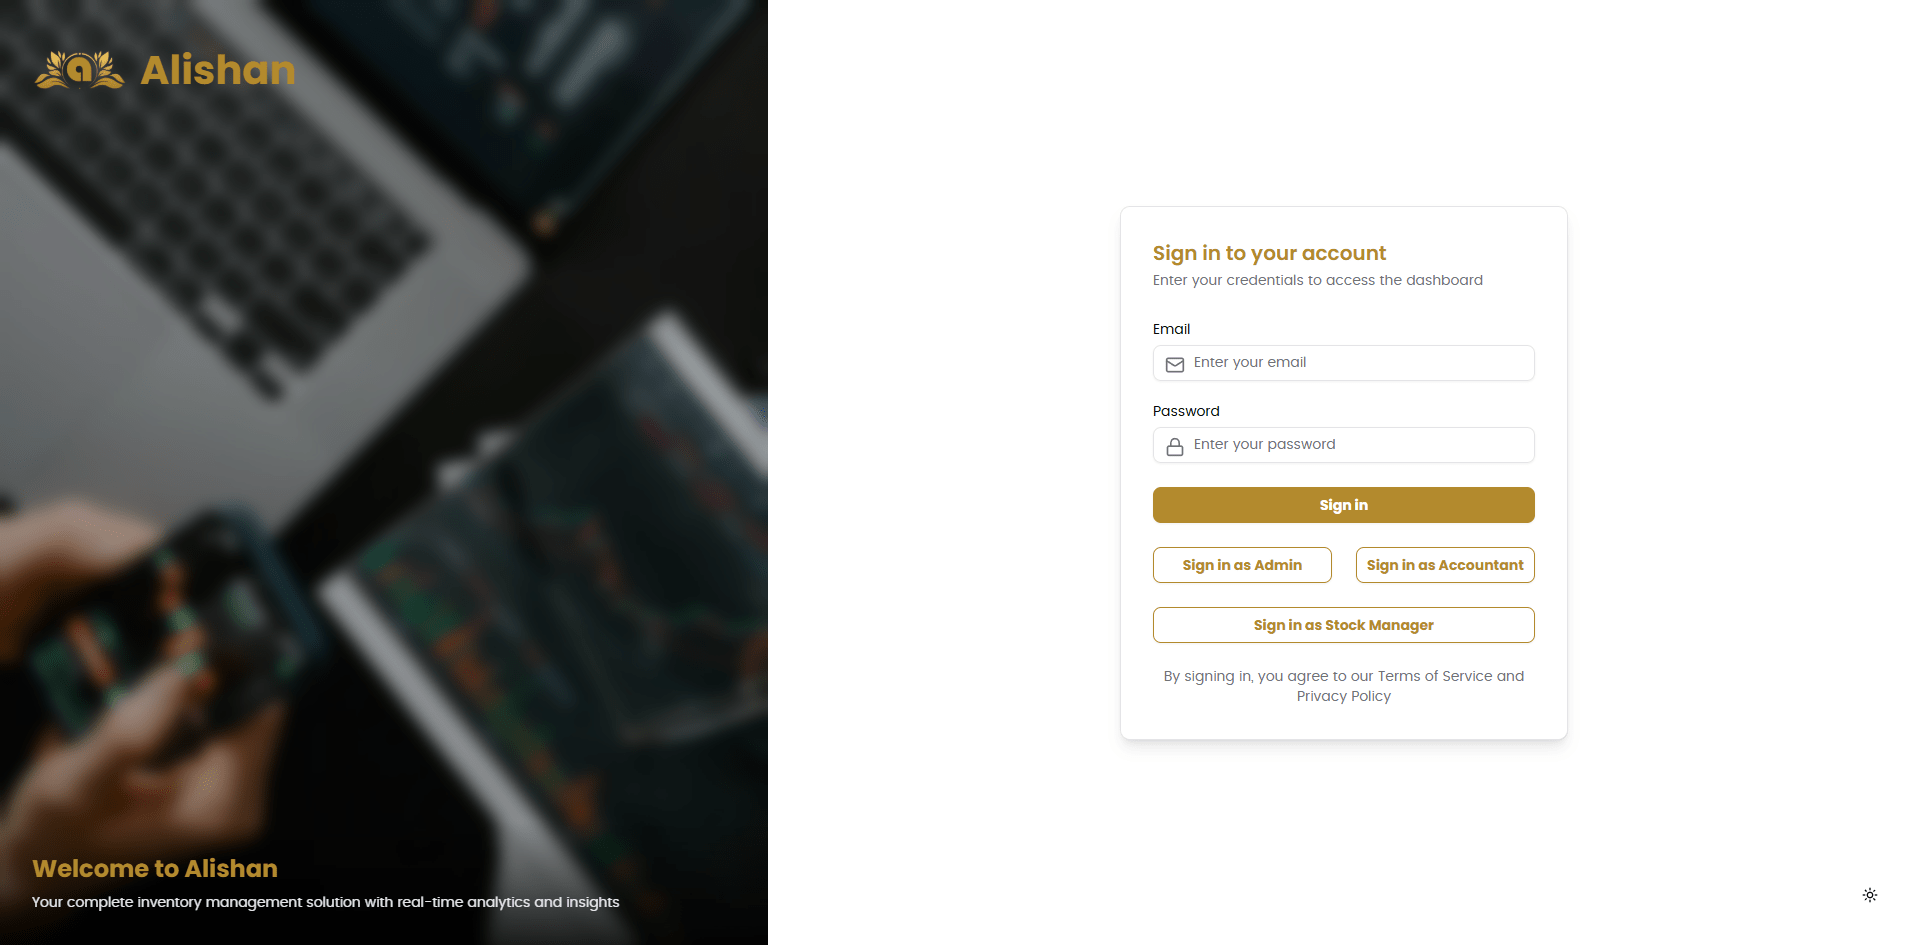 Alishan
Welcome to Alishan
Your complete inventory management solution with real-time analytics and insights
Sign in to your account
Enter your credentials to access the dashboard
Email
Enter your email
Password
Enter your password
Sign in
Sign in as Admin
Sign in as Accountant
Sign in as Stock Manager
By signing in, you agree to our Terms of Service and
Privacy Policy